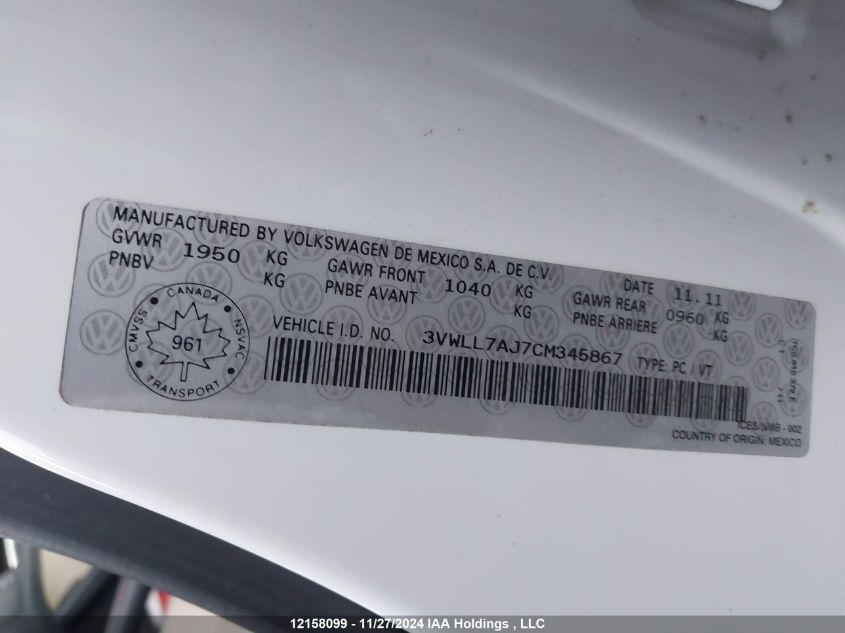 MANUFACTURED BY VOLKSWAGEN DE MEXICO S.A. DE C.V.
GVWR 1950 KG GAWR FRONT 1040 KG DATE 11.11 GAWR REAR 0960 KG
PNBV KG PNBE AVANT KG PNBE ARRIERE KG
VEHICLE I.D. NO. 3VWLL7AJ7CM345867 TYPE: PC / VT
CANADA
CMVSS
NSVAC
961
TRANSPORT
ICES/NMB - 002
COUNTRY OF ORIGIN: MEXICO
12158099 - 11/27/2024 IAA Holdings , LLC